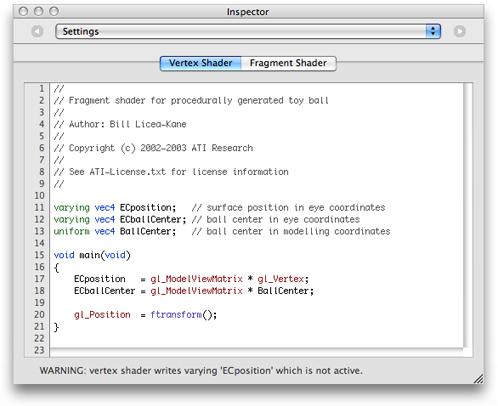 Inspector
Settings
Vertex Shader Fragment Shader
1 //
2 // Fragment shader for procedurally generated toy ball
3 //
4 // Author: Bill Licea-Kane
5 //
6 // Copyright (c) 2002-2003 ATI Research
7 //
8 // See ATI-License.txt for license information
9 //
10
11 varying vec4 ECposition; // surface position in eye coordinates
12 varying vec4 ECballCenter; // ball center in eye coordinates
13 uniform vec4 BallCenter; // ball center in modelling coordinates
14
15 void main(void)
16 {
17 ECposition = gl_ModelViewMatrix * gl_Vertex;
18 ECballCenter = gl_ModelViewMatrix * BallCenter;
19
20 gl_Position = ftransform();
21 }
22
23
WARNING: vertex shader writes varying 'ECposition' which is not active.